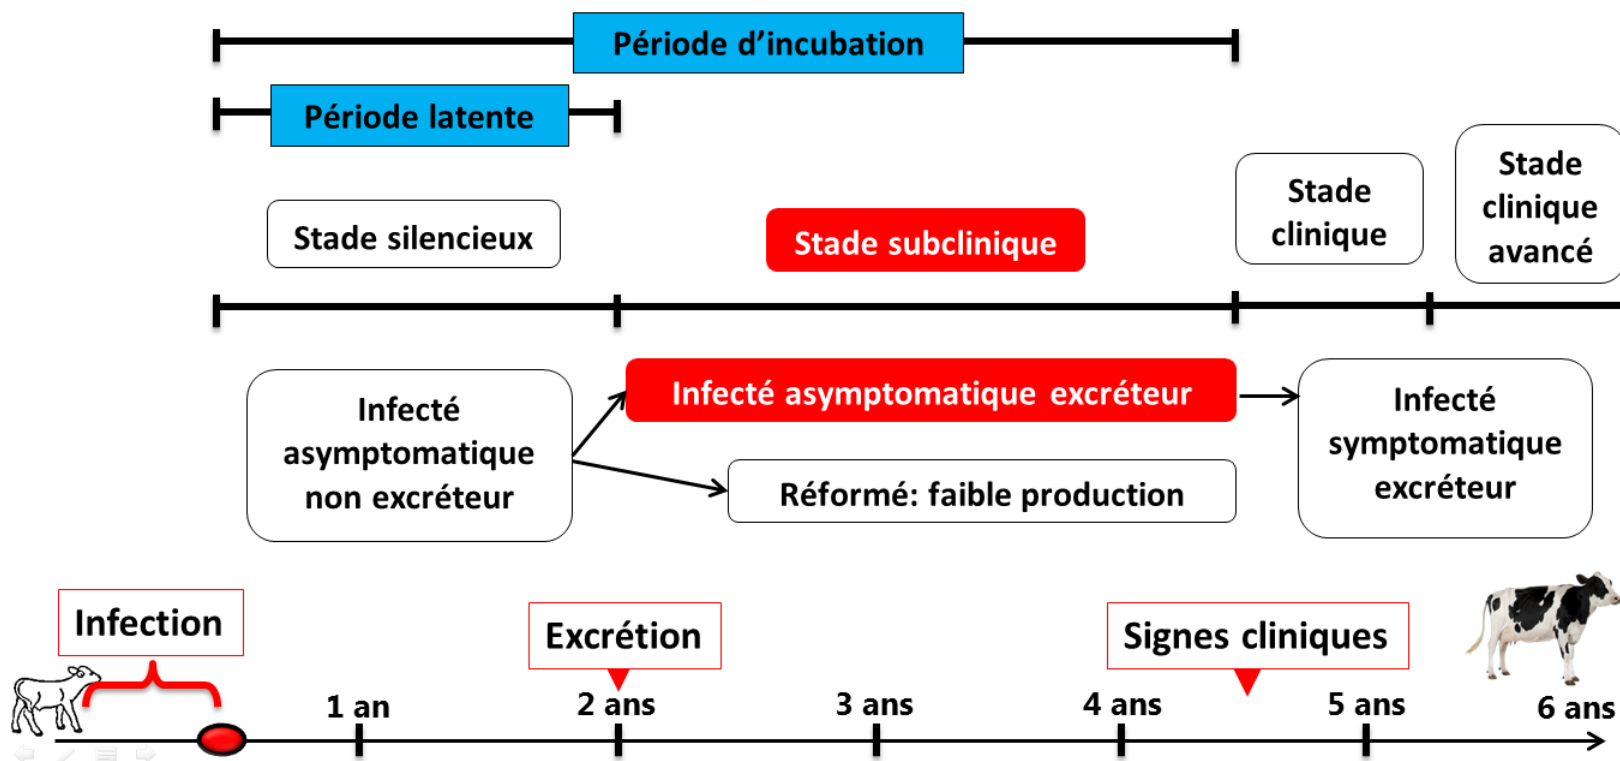 Période d'incubation
Période latente
Stade silencieux
Stade subclinique
Stade
clinique
Stade
clinique
avancé
Infecté
asymptomatique
non excréteur
Infecté asymptomatique excréteur
Réformé: faible production
Infecté
symptomatique
excréteur
Infection
Excrétion
Signes cliniques
1 an
2 ans
3 ans
4 ans
5 ans
6 ans